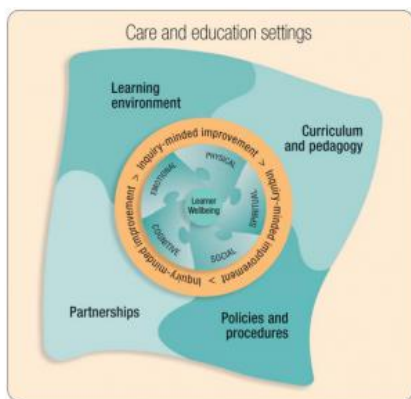 Care and education settings
Learning
environment
Curriculum
and pedagogy
Inquiry-minded improvement >
Inquiry-minded improvement >
Inquiry-minded improvement >
PHYSICAL
EMOTIONAL
SPIRITUAL
Learner
Wellbeing
COGNITIVE
SOCIAL
Partnerships
Policies and
procedures